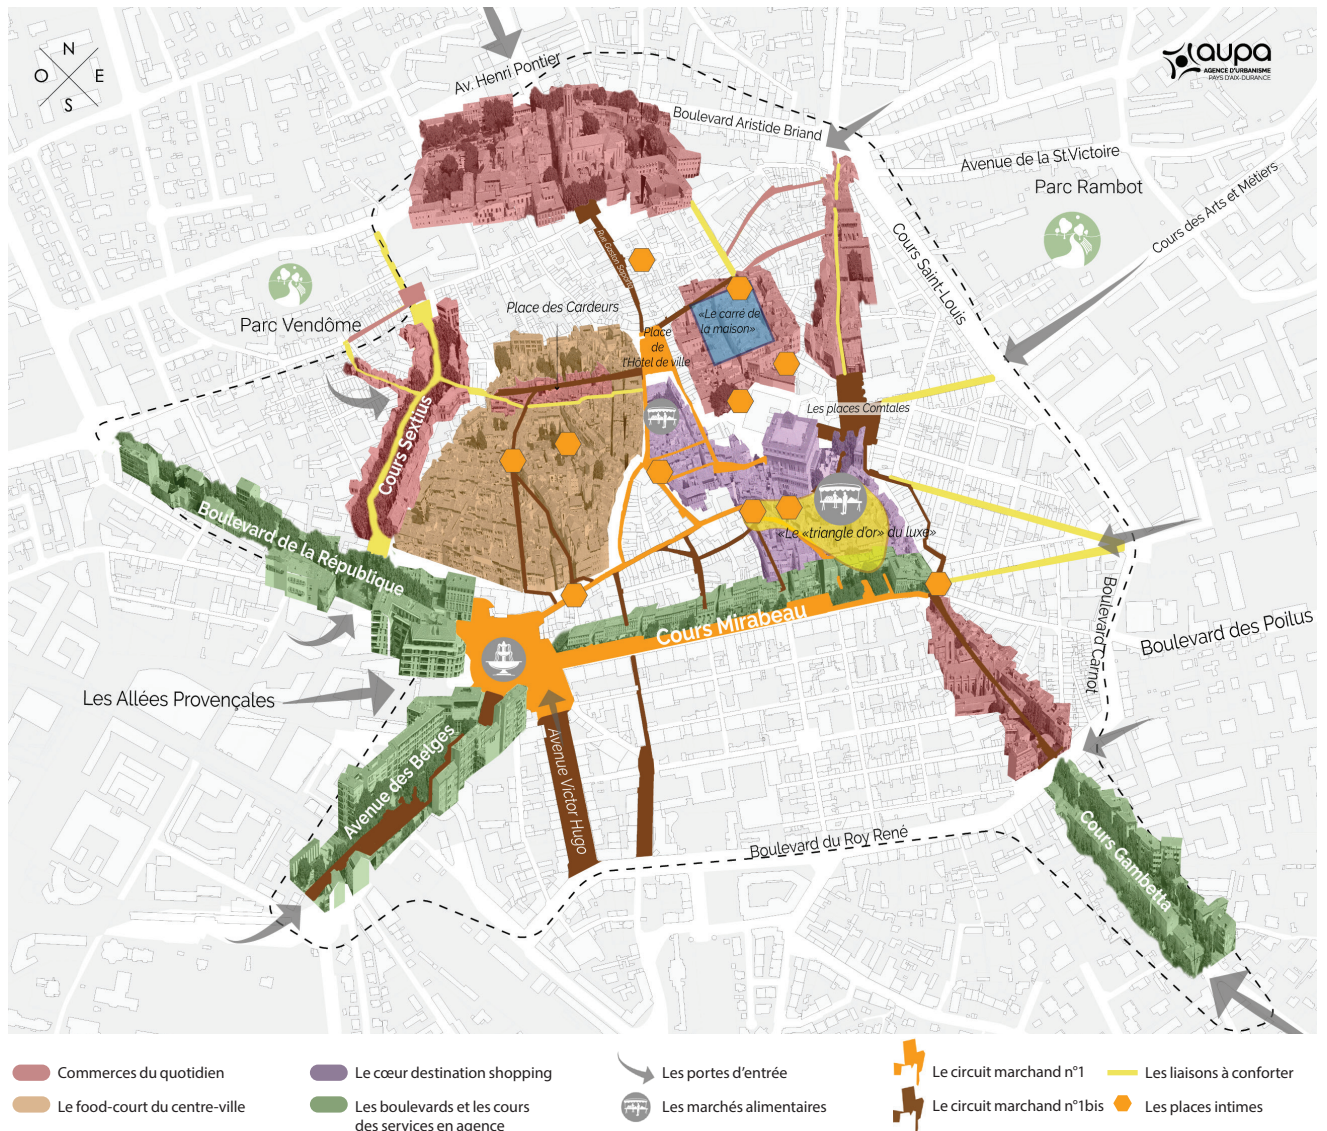 N
O E
S
Av. Henri Pontier
aupa
AGENCE D'URBANISME
PAYS D'AIX-DURANCE
Boulevard Aristide Briand
Avenue de la St.Victoire
Parc Rambot
Cours des Arts et Métiers
Cours Saint-Louis
Rue Gaston Saporta
Place des Cardeurs
Parc Vendôme
«Le carré de
la maison»
Place
de
l'Hôtel de ville
Les places Comtales
Cours Sextius
Boulevard de la République
«Le «triangle d'or» du luxe»
Cours Mirabeau
Boulevard Carnot
Boulevard des Poilus
Les Allées Provençales
Avenue des Belges
Avenue Victor Hugo
Boulevard du Roy René
Cours Gambetta
Commerces du quotidien
Le food-court du centre-ville
Le cœur destination shopping
Les boulevards et les cours
des services en agence
Les portes d'entrée
Les marchés alimentaires
Le circuit marchand n°1
Le circuit marchand n°1bis
Les liaisons à conforter
Les places intimes